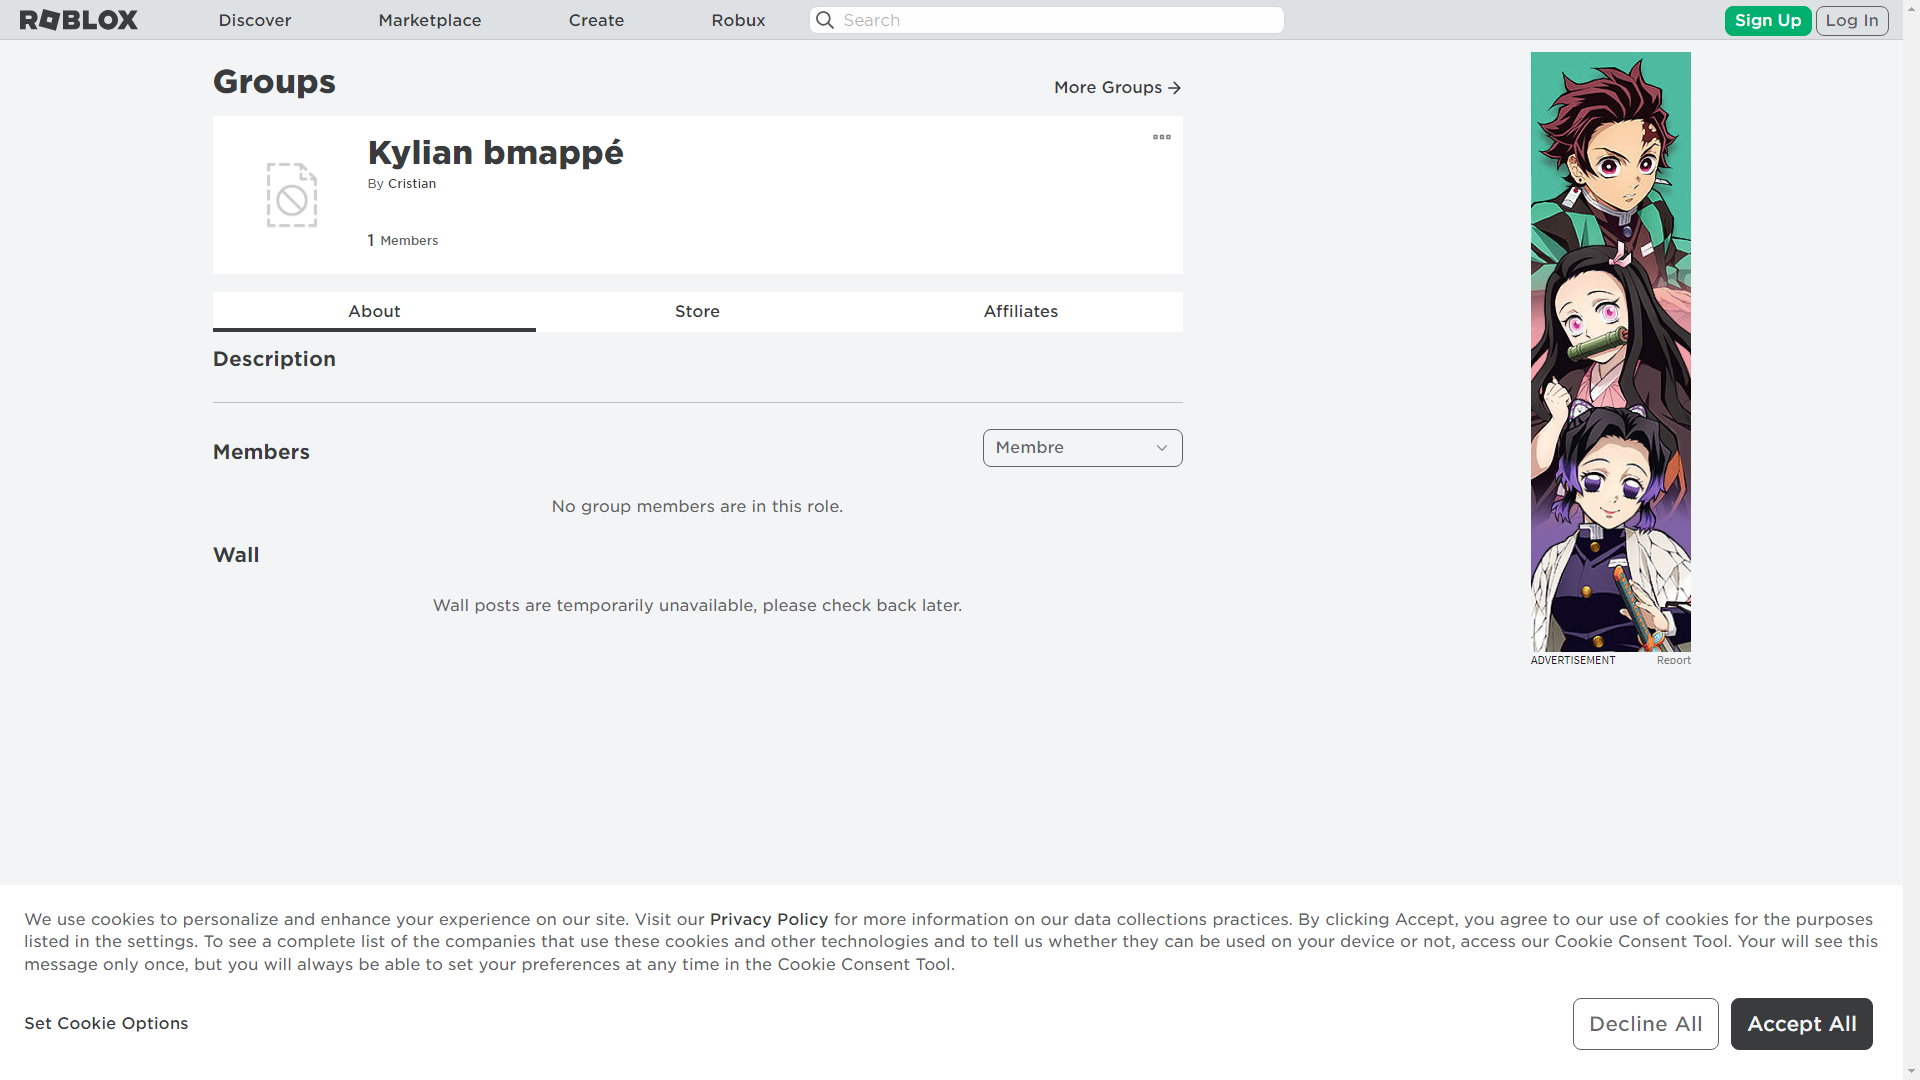 ROBLOX
Discover
Marketplace
Create
Robux
Search
Sign Up
Log In
Groups
More Groups
Kylian bmappé
By Cristian
1 Members
About
Store
Affiliates
Description
Members
Membre
No group members are in this role.
Wall
Wall posts are temporarily unavailable, please check back later.
ADVERTISEMENT
Report
We use cookies to personalize and enhance your experience on our site. Visit our Privacy Policy for more information on our data collections practices. By clicking Accept, you agree to our use of cookies for the purposes
listed in the settings. To see a complete list of the companies that use these cookies and other technologies and to tell us whether they can be used on your device or not, access our Cookie Consent Tool. Your will see this
message only once, but you will always be able to set your preferences at any time in the Cookie Consent Tool.
Set Cookie Options
Decline All
Accept All